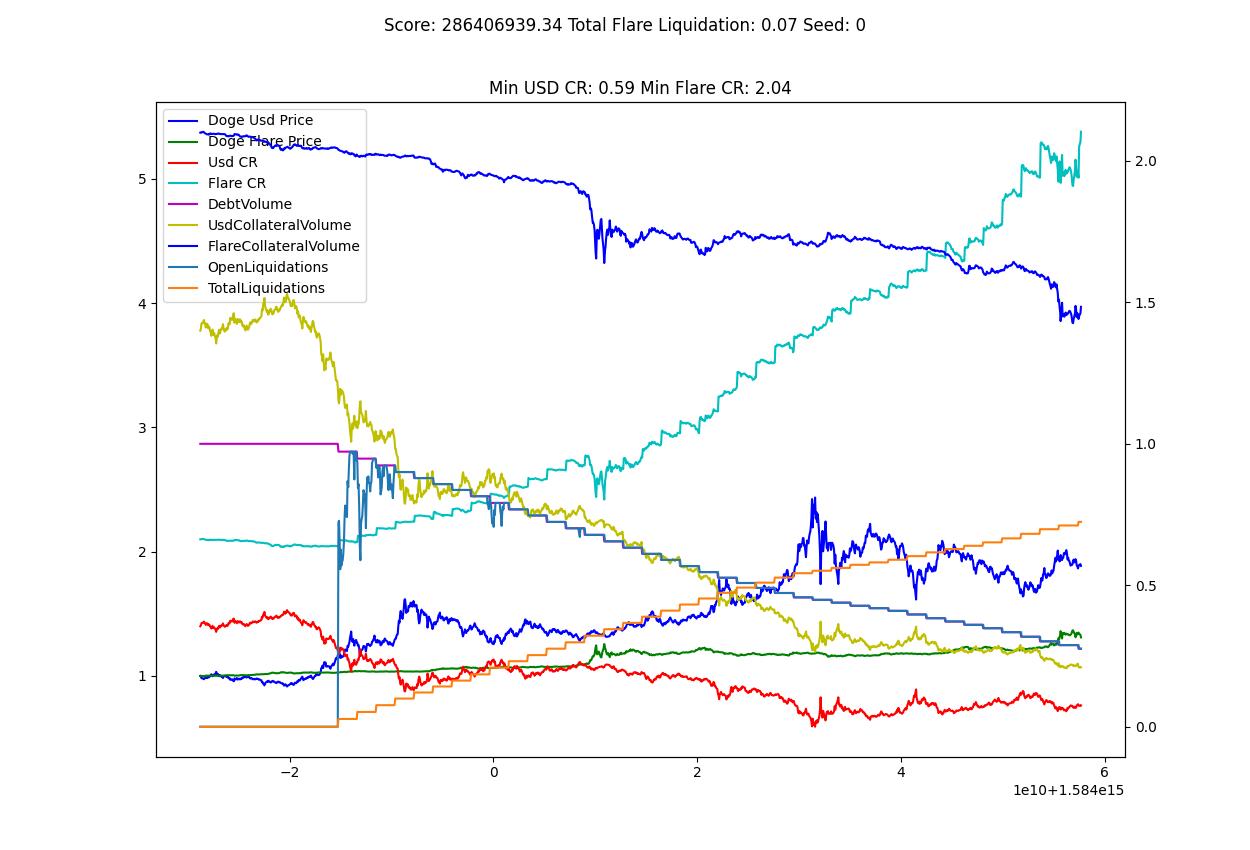 Score: 286406939.34 Total Flare Liquidation: 0.07 Seed: 0
Min USD CR: 0.59 Min Flare CR: 2.04
Doge Usd Price
Doge Flare Price
Usd CR
Flare CR
DebtVolume
UsdCollateralVolume
FlareCollateralVolume
OpenLiquidations
TotalLiquidations
5
4
3
2
1
2.0
1.5
1.0
0.5
0.0
−2
0
2
4
6
1e10+1.584e15